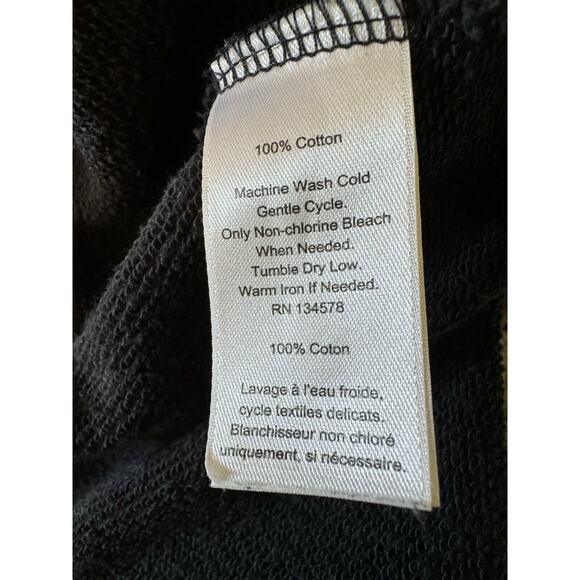 100% Cotton
Machine Wash Cold
Gentle Cycle.
Only Non-chlorine Bleach
When Needed.
Tumble Dry Low.
Warm Iron If Needed.
RN 134578
100% Coton
Lavage à l'eau froide,
cycle textiles delicats.
Blanchisseur non chloré
uniquement, si nécessaire.